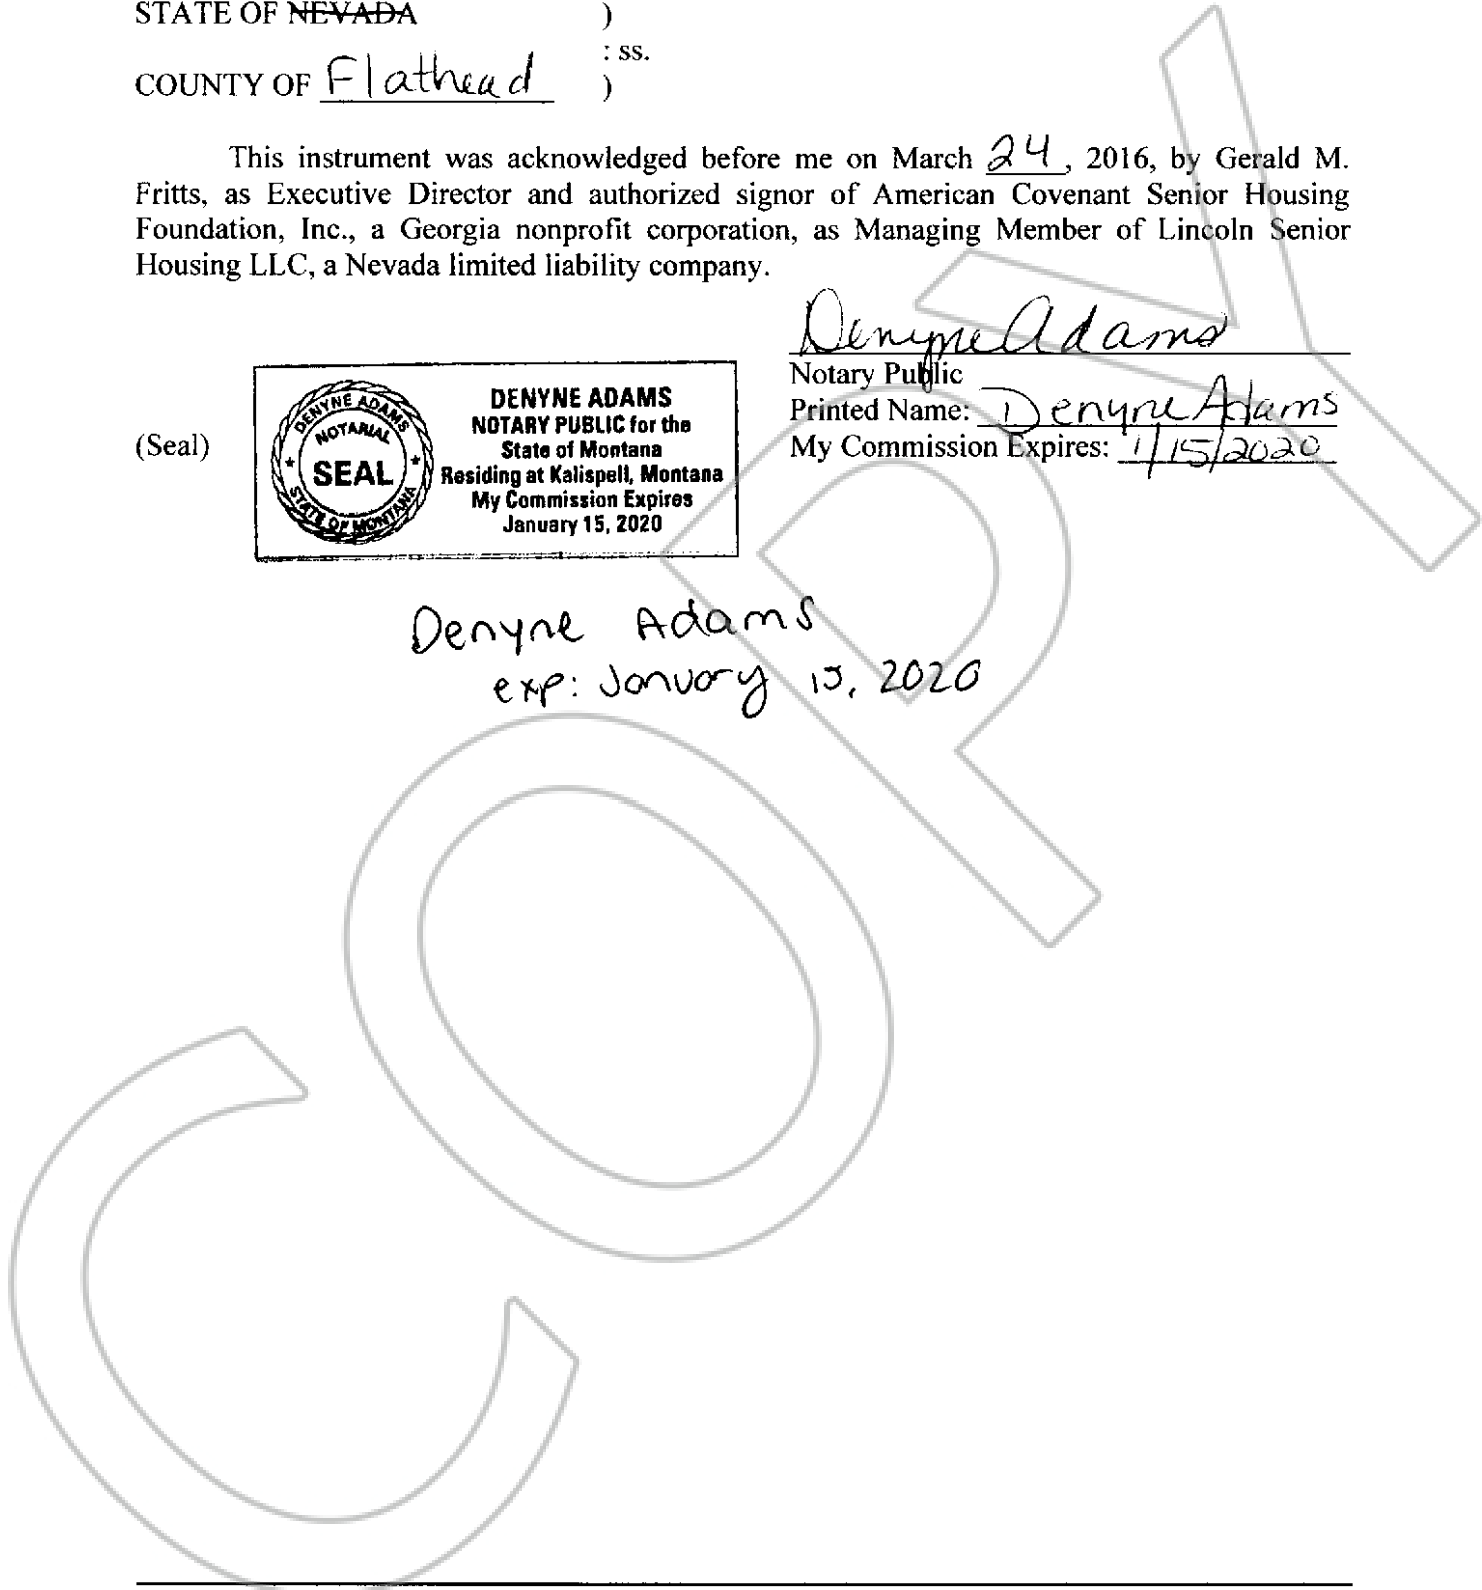 STATE OF NEVADA )
: ss.
COUNTY OF Flathead )
This instrument was acknowledged before me on March 24, 2016, by Gerald M.
Fritts, as Executive Director and authorized signor of American Covenant Senior Housing
Foundation, Inc., a Georgia nonprofit corporation, as Managing Member of Lincoln Senior
Housing LLC, a Nevada limited liability company.
Denyne Adams
Notary Public
Printed Name: Denyne Adams
My Commission Expires: 1/15/2020
(Seal)
DENYNE ADAMS
NOTARIAL
SEAL
STATE OF MONTANA
DENYNE ADAMS
NOTARY PUBLIC for the
State of Montana
Residing at Kalispell, Montana
My Commission Expires
January 15, 2020
Denyne Adams
exp: January 15, 2020
COPY